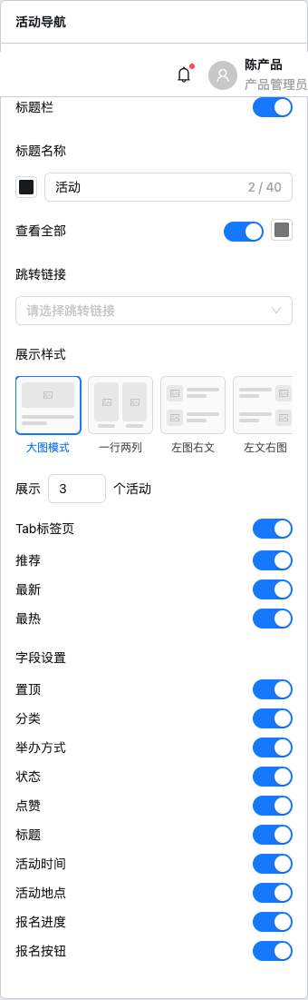 活动导航
陈产品
产品管理员
标题栏
标题名称
活动 2 / 40
查看全部
跳转链接
请选择跳转链接
展示样式
大图模式 一行两列 左图右文 左文右图
展示 3 个活动
Tab标签页
推荐
最新
最热
字段设置
置顶
分类
举办方式
状态
点赞
标题
活动时间
活动地点
报名进度
报名按钮